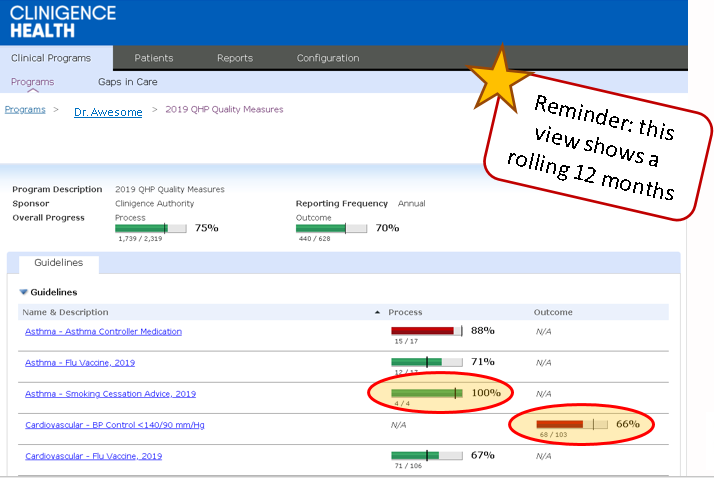 CLINIGENCE
HEALTH
Clinical Programs Patients Reports Configuration
Programs Gaps in Care
Programs > Dr. Awesome > 2019 QHP Quality Measures
Reminder: this
view shows a
rolling 12 months
Program Description 2019 QHP Quality Measures
Sponsor Clinigence Authority Reporting Frequency Annual
Overall Progress Process Outcome
75% 70%
1,739 / 2,319 440 / 628
Guidelines
Guidelines
Name & Description Process Outcome
Asthma - Asthma Controller Medication 88% N/A
15 / 17
Asthma - Flu Vaccine, 2019 71% N/A
12 / 17
Asthma - Smoking Cessation Advice, 2019 100% N/A
4 / 4
Cardiovascular - BP Control <140/90 mm/Hg N/A 66%
68 / 103
Cardiovascular - Flu Vaccine, 2019 67% N/A
71 / 106